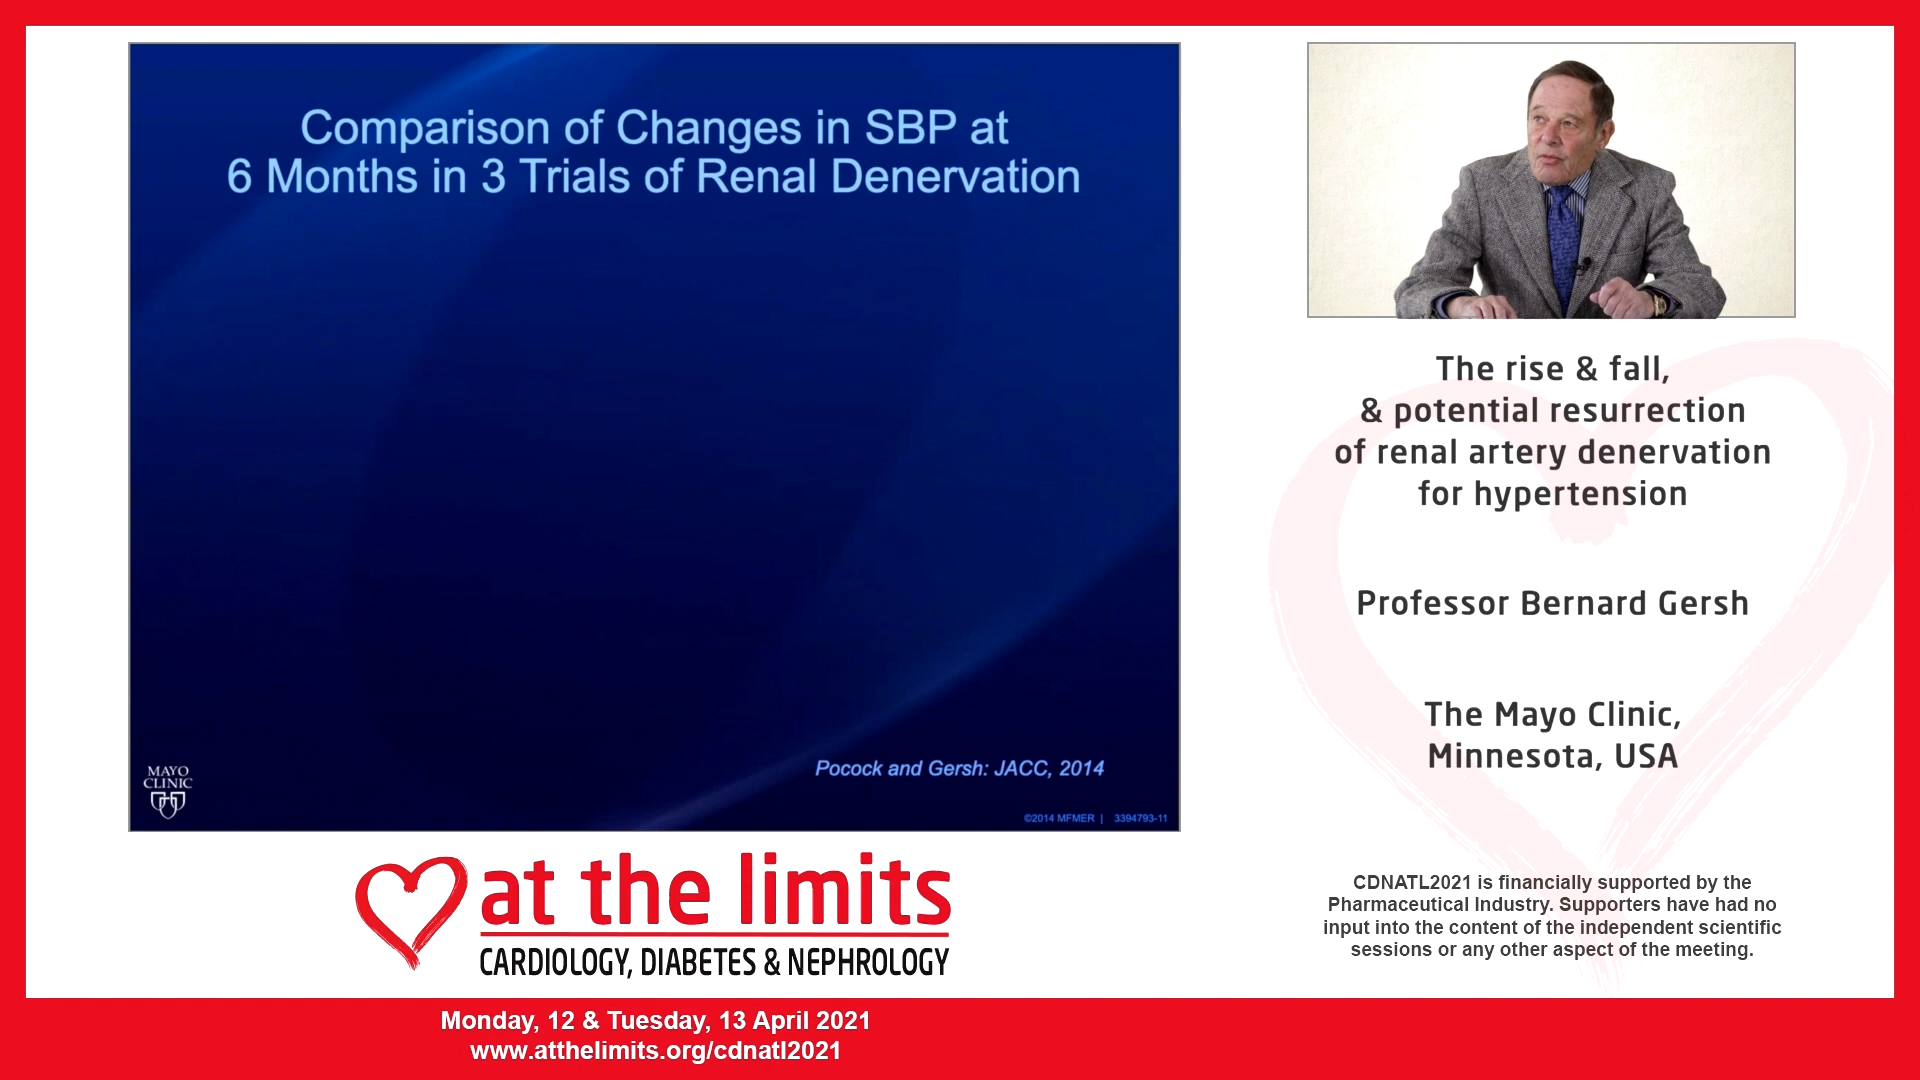 Comparison of Changes in SBP at
6 Months in 3 Trials of Renal Denervation
Pocock and Gersh: JACC, 2014
MAYO
CLINIC
©2014 MFMER | 3394793-11
The rise & fall,
& potential resurrection
of renal artery denervation
for hypertension
Professor Bernard Gersh
The Mayo Clinic,
Minnesota, USA
CDNATL2021 is financially supported by the
Pharmaceutical Industry. Supporters have had no
input into the content of the independent scientific
sessions or any other aspect of the meeting.
at the limits
CARDIOLOGY, DIABETES & NEPHROLOGY
Monday, 12 & Tuesday, 13 April 2021
www.atthelimits.org/cdnatl2021